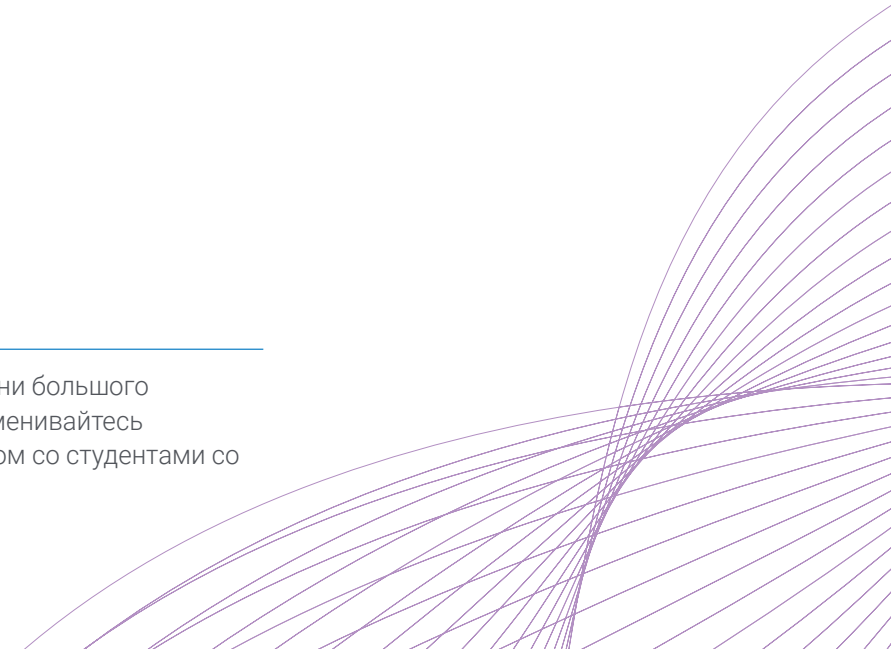 ни большого
менивайтесь
ом со студентами со